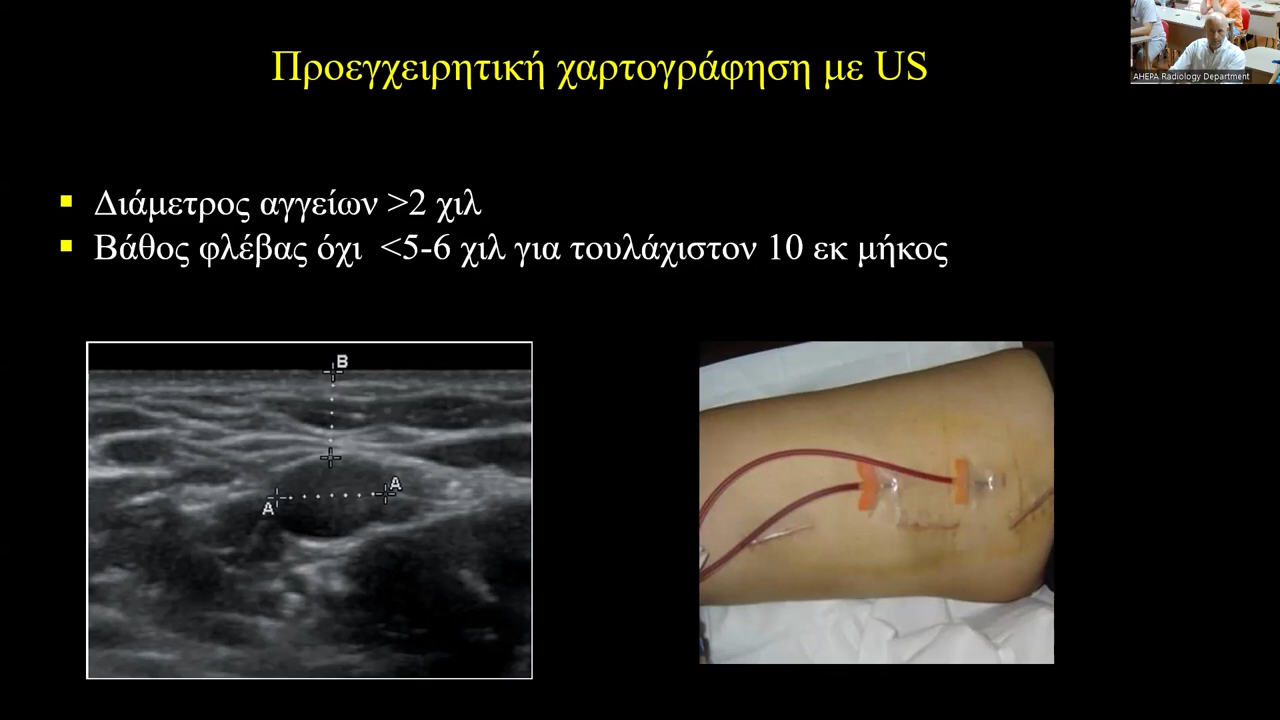 Προεγχειρητική χαρτογράφηση με US
AHEPA Radiology Department
Διάμετρος αγγείων >2 χιλ
Βάθος φλέβας όχι <5-6 χιλ για τουλάχιστον 10 εκ μήκος
B
A
A